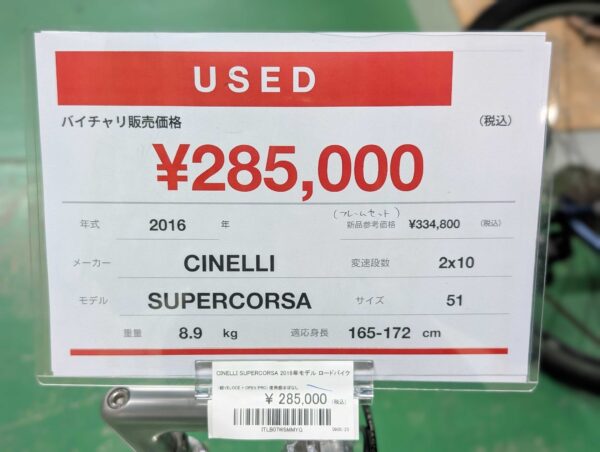 USED
バイチャリ販売価格 (税込)
¥285,000
(フレームセット)
年式 2016 年 新品参考価格 ¥334,800 (税込)
メーカー CINELLI 変速段数 2x10
モデル SUPERCORSA サイズ 51
重量 8.9 kg 適応身長 165-172 cm
CINELLI SUPERCORSA 2016年モデル ロードバイク
¥ 285,000 (税込)